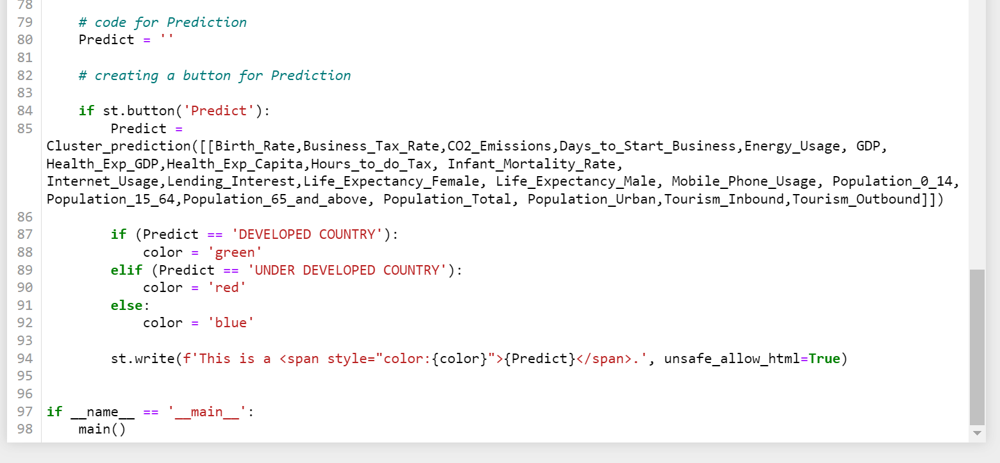 78
79 # code for Prediction
80 Predict = ''
81
82 # creating a button for Prediction
83
84 if st.button('Predict'):
85 Predict =
Cluster_prediction([[Birth_Rate,Business_Tax_Rate,CO2_Emissions,Days_to_Start_Business,Energy_Usage, GDP,
Health_Exp_GDP,Health_Exp_Capita,Hours_to_do_Tax, Infant_Mortality_Rate,
Internet_Usage,Lending_Interest,Life_Expectancy_Female, Life_Expectancy_Male, Mobile_Phone_Usage, Population_0_14,
Population_15_64,Population_65_and_above, Population_Total, Population_Urban,Tourism_Inbound,Tourism_Outbound]])
86
87 if (Predict == 'DEVELOPED COUNTRY'):
88 color = 'green'
89 elif (Predict == 'UNDER DEVELOPED COUNTRY'):
90 color = 'red'
91 else:
92 color = 'blue'
93
94 st.write(f'This is a <span style="color:{color}">{Predict}</span>.', unsafe_allow_html=True)
95
96
97 if __name__ == '__main__':
98 main()